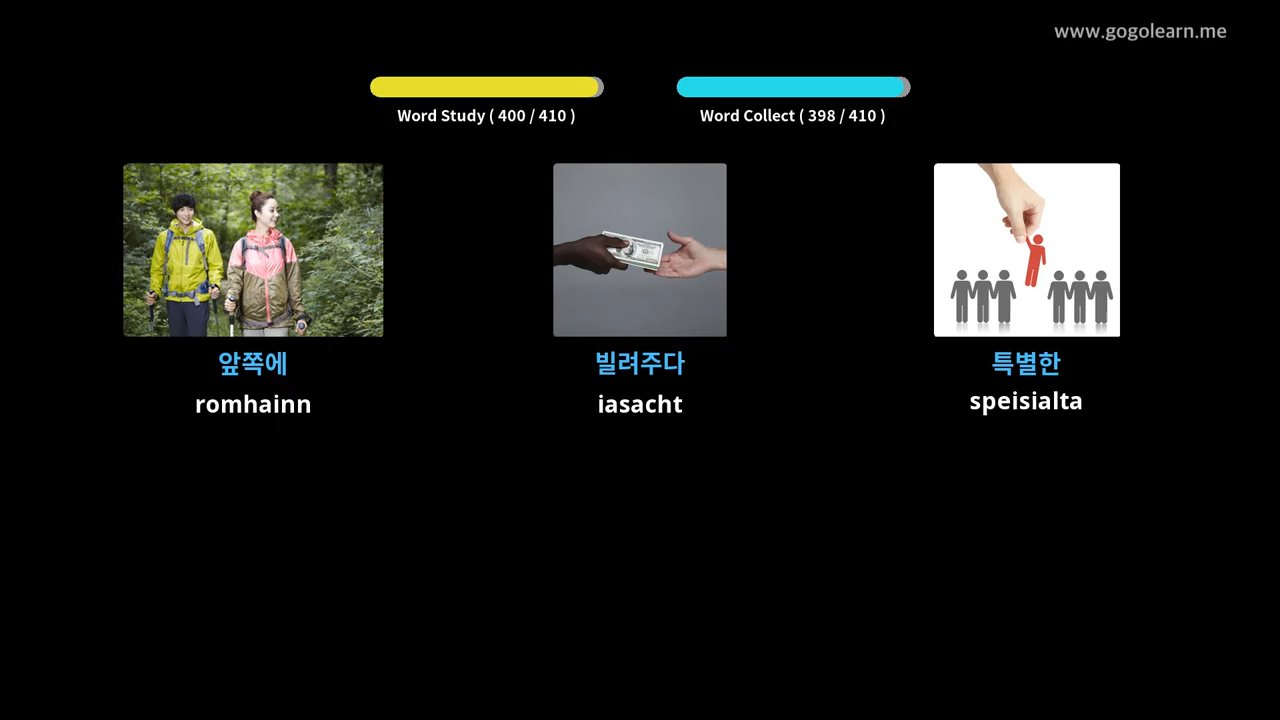 www.gogolearn.me
Word Study ( 400 / 410 )
Word Collect ( 398 / 410 )
앞쪽에
빌려주다
특별한
romhainn
iasacht
speisialta